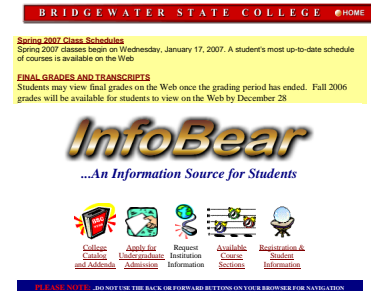 BRIDGEWATER STATE COLLEGE HOME
Spring 2007 Class Schedules
Spring 2007 classes begin on Wednesday, January 17, 2007. A student's most up-to-date schedule
of courses is available on the Web
FINAL GRADES AND TRANSCRIPTS
Students may view final grades on the Web once the grading period has ended. Fall 2006
grades will be available for students to view on the Web by December 28
InfoBear
...An Information Source for Students
College Catalog and Addenda
Apply for Undergraduate Admission
Request Institution Information
Available Course Sections
Registration & Student Information
PLEASE NOTE: ..DO NOT USE THE BACK OR FORWARD BUTTONS ON YOUR BROWSER FOR NAVIGATION